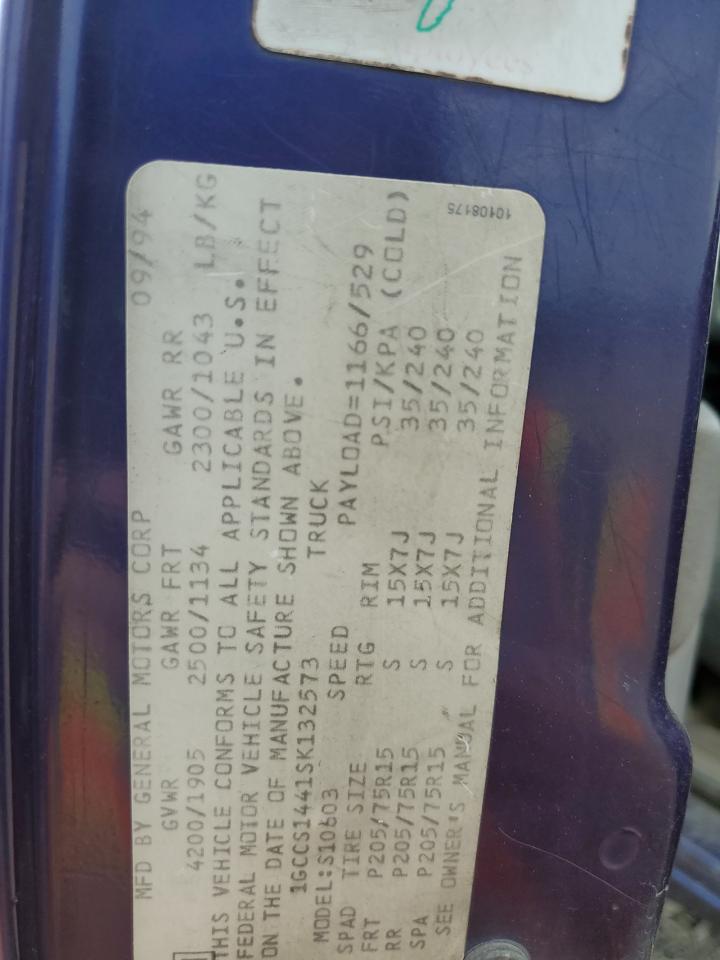 MFD BY GENERAL MOTORS CORP 09/94
GVWR GAWR FRT GAWR RR
4200/1905 2500/1134 2300/1043 LB/KG
THIS VEHICLE CONFORMS TO ALL APPLICABLE U.S.
FEDERAL MOTOR VEHICLE SAFETY STANDARDS IN EFFECT
ON THE DATE OF MANUFACTURE SHOWN ABOVE.
1GCCS1441SK132573 TRUCK
MODEL:S10603
SPEED PAYLOAD=1166/529
SPAD TIRE SIZE RTG RIM PSI/KPA (COLD)
FRT P205/75R15 S 15X7J 35/240
RR P205/75R15 S 15X7J 35/240
SPA P205/75R15 S 15X7J 35/240
SEE OWNER'S MANUAL FOR ADDITIONAL INFORMATION
10108175